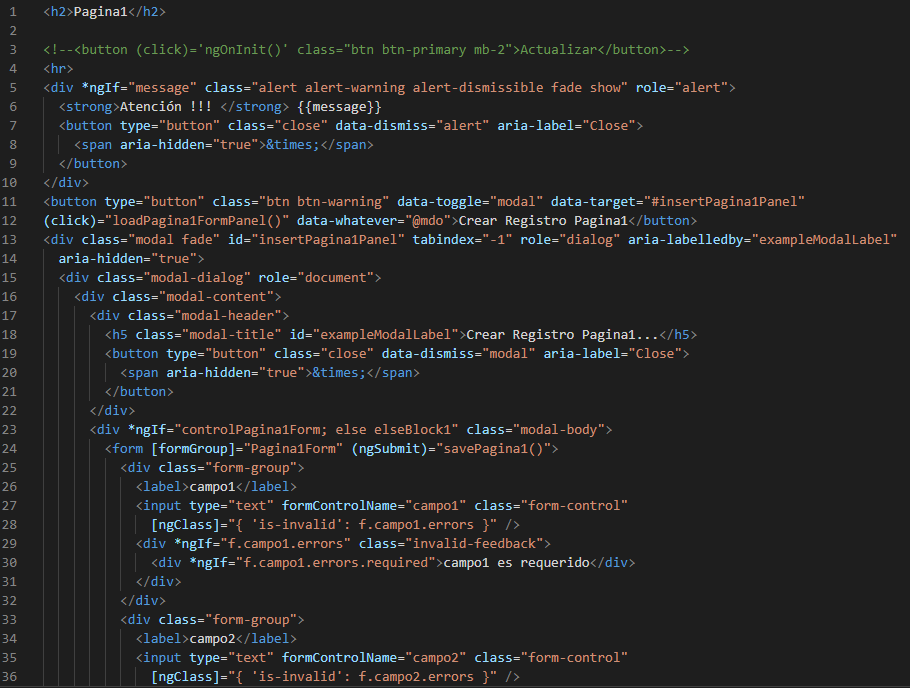 1 <h2>Pagina1</h2>
2
3 <!--<button (click)='ngOnInit()' class="btn btn-primary mb-2">Actualizar</button>-->
4 <hr>
5 <div *ngIf="message" class="alert alert-warning alert-dismissible fade show" role="alert">
6 <strong>Atención !!! </strong> {{message}}
7 <button type="button" class="close" data-dismiss="alert" aria-label="Close">
8 <span aria-hidden="true">&times;</span>
9 </button>
10 </div>
11 <button type="button" class="btn btn-warning" data-toggle="modal" data-target="#insertPagina1Panel"
12 (click)="loadPagina1FormPanel()" data-whatever="@mdo">Crear Registro Pagina1</button>
13 <div class="modal fade" id="insertPagina1Panel" tabindex="-1" role="dialog" aria-labelledby="exampleModalLabel"
14 aria-hidden="true">
15 <div class="modal-dialog" role="document">
16 <div class="modal-content">
17 <div class="modal-header">
18 <h5 class="modal-title" id="exampleModalLabel">Crear Registro Pagina1...</h5>
19 <button type="button" class="close" data-dismiss="modal" aria-label="Close">
20 <span aria-hidden="true">&times;</span>
21 </button>
22 </div>
23 <div *ngIf="controlPagina1Form; else elseBlock1" class="modal-body">
24 <form [formGroup]="Pagina1Form" (ngSubmit)="savePagina1()">
25 <div class="form-group">
26 <label>campo1</label>
27 <input type="text" formControlName="campo1" class="form-control"
28 [ngClass]="{ 'is-invalid': f.campo1.errors }" />
29 <div *ngIf="f.campo1.errors" class="invalid-feedback">
30 <div *ngIf="f.campo1.errors.required">campo1 es requerido</div>
31 </div>
32 </div>
33 <div class="form-group">
34 <label>campo2</label>
35 <input type="text" formControlName="campo2" class="form-control"
36 [ngClass]="{ 'is-invalid': f.campo2.errors }" />